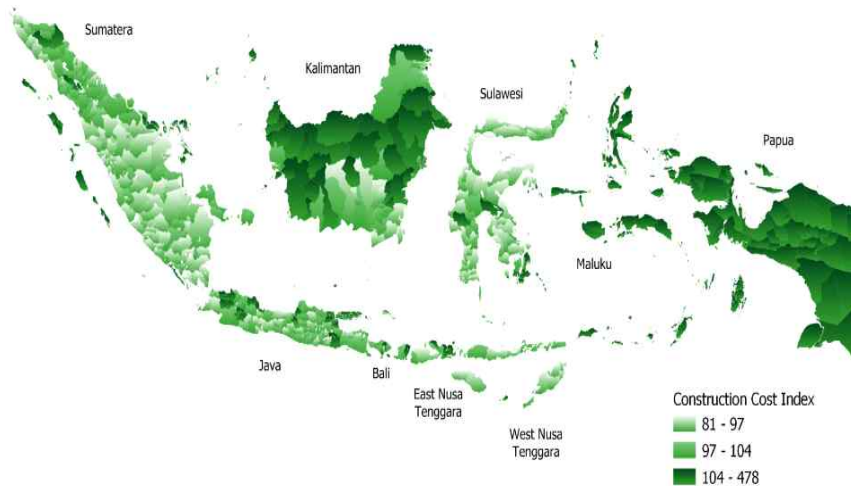 Sumatera
Kalimantan
Sulawesi
Papua
Maluku
Java
Bali
East Nusa
Tenggara
West Nusa
Tenggara
Construction Cost Index
81 - 97
97 - 104
104 - 478